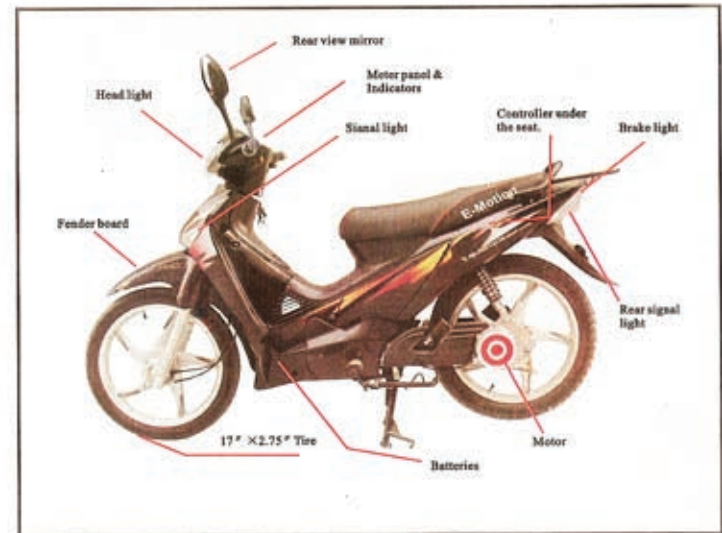 Rear view mirror
Motor panel &
Indicators
Head light
Sianal light
Controller under
the seat.
Brake light
E-Motion
Fender board
Rear signal
light
17" ×2.75" Tire
Motor
Batteries